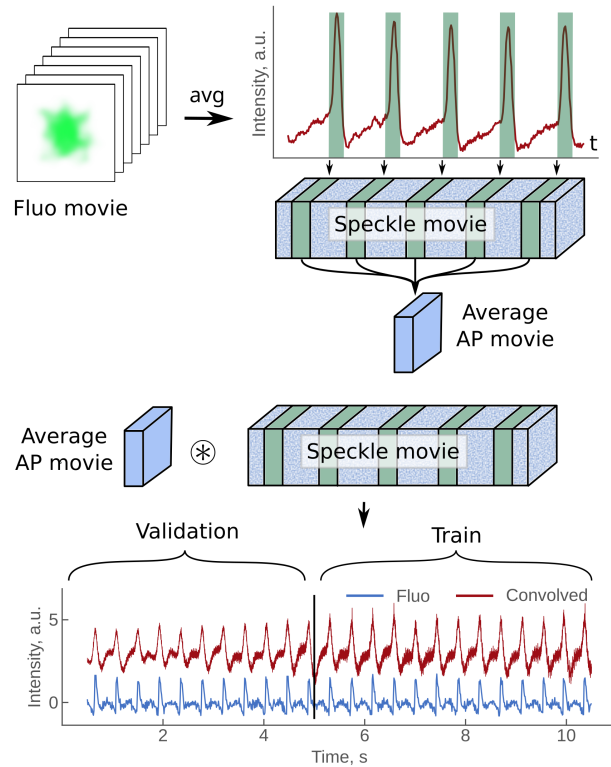 avg
Fluo movie
Intensity, a.u.
t
Speckle movie
Average
AP movie
Average
AP movie
⊛
Speckle movie
Validation
Train
Fluo
Convolved
Intensity, a.u.
5
0
2
4
6
8
10
Time, s